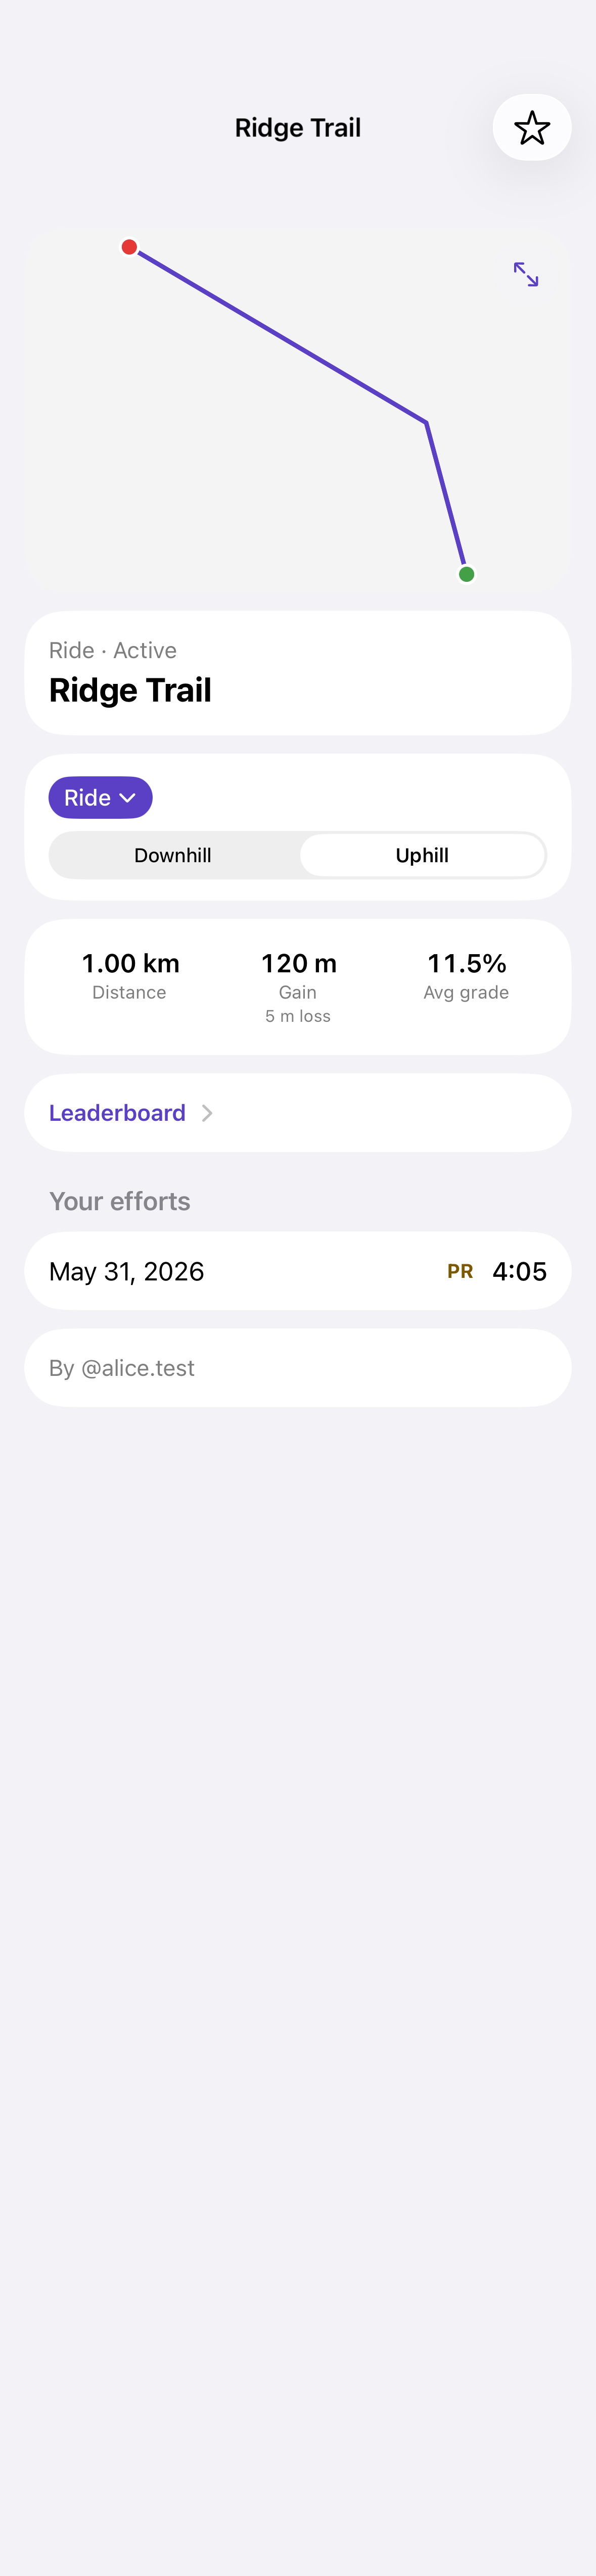 Ridge Trail
Ride · Active
Ridge Trail
Ride
Downhill
Uphill
1.00 km
Distance
120 m
Gain
5 m loss
11.5%
Avg grade
Leaderboard
Your efforts
May 31, 2026
PR
4:05
By @alice.test